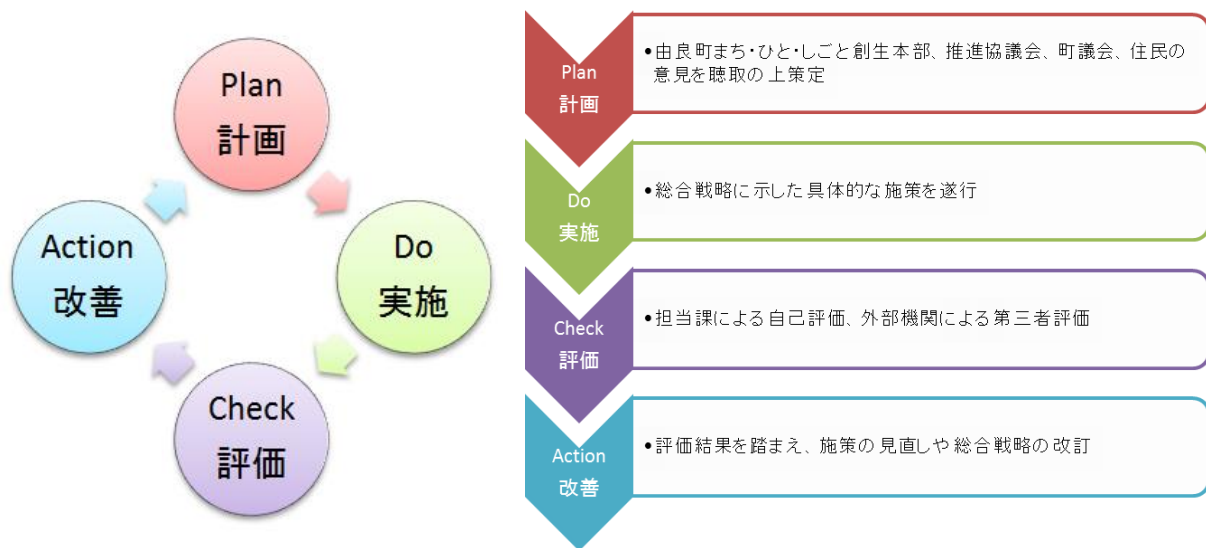 Plan
計画
Do
実施
Check
評価
Action
改善
Plan
計画
•由良町まち・ひと・しごと創生本部、推進協議会、町議会、住民の
意見を聴取の上策定
Do
実施
•総合戦略に示した具体的な施策を遂行
Check
評価
•担当課による自己評価、外部機関による第三者評価
Action
改善
•評価結果を踏まえ、施策の見直しや総合戦略の改訂